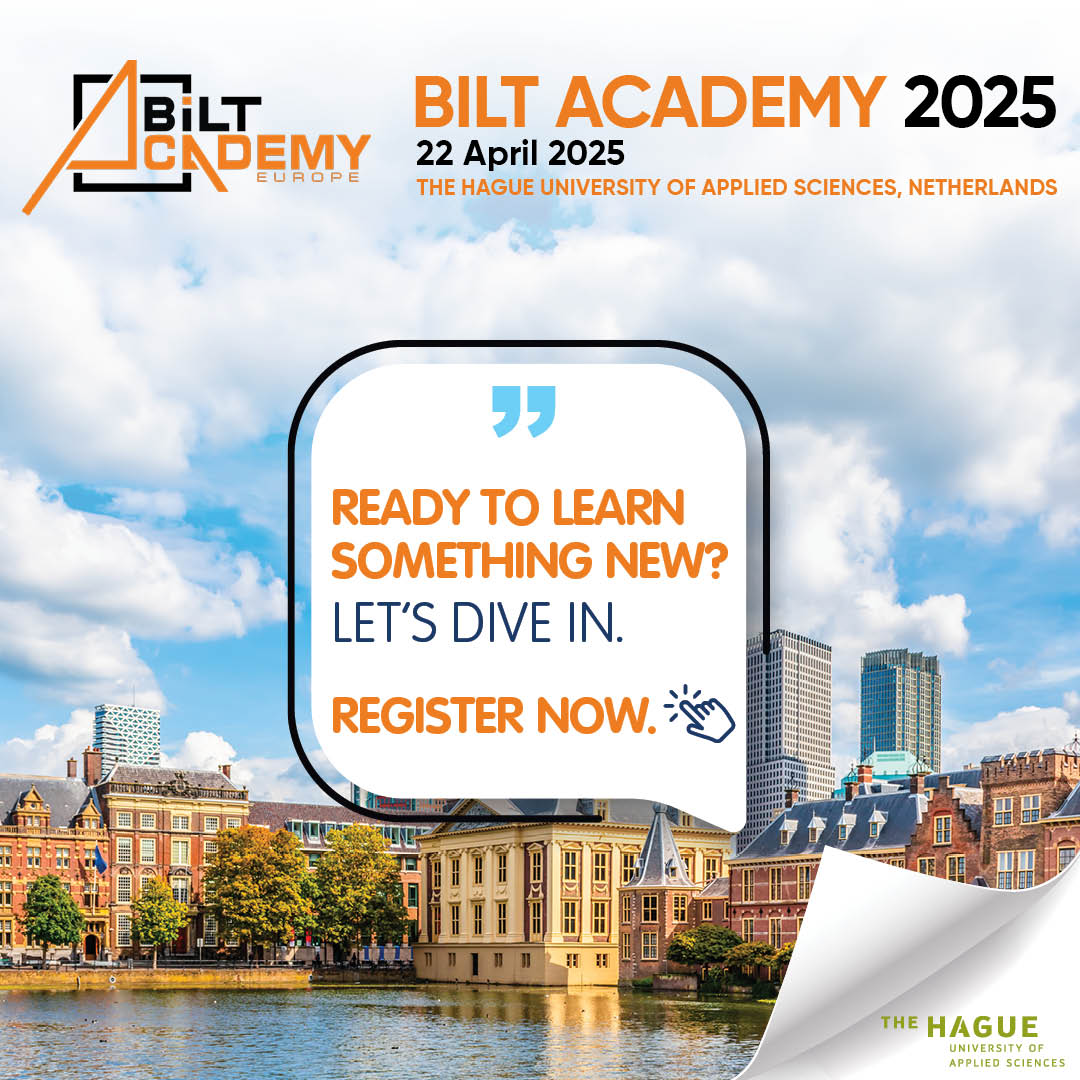 BiLT
ACADEMY
EUROPE
BILT ACADEMY 2025
22 April 2025
THE HAGUE UNIVERSITY OF APPLIED SCIENCES, NETHERLANDS
”
READY TO LEARN
SOMETHING NEW?
LET'S DIVE IN.
REGISTER NOW.
THE HAGUE
UNIVERSITY OF
APPLIED SCIENCES